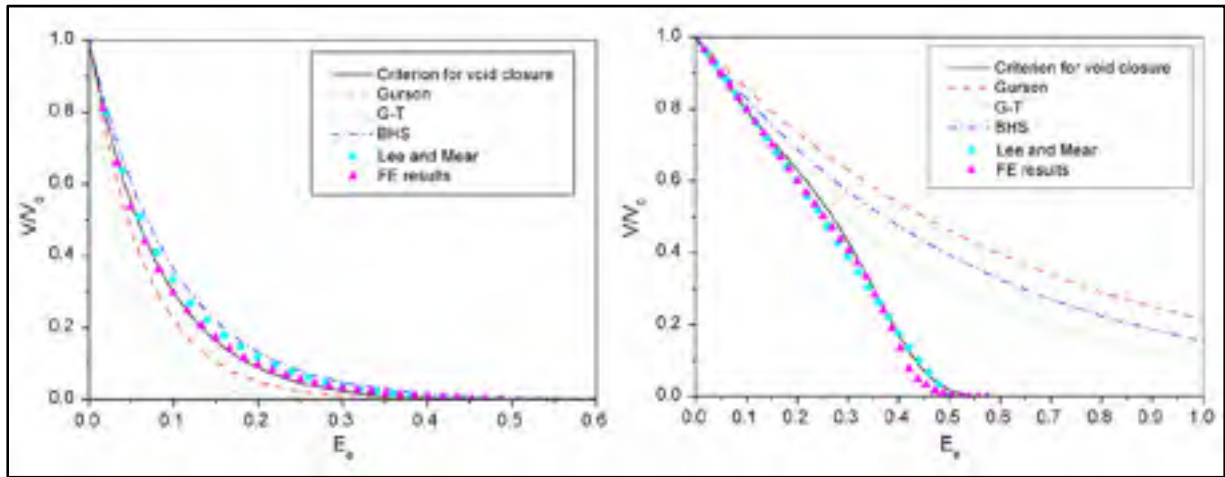 1.0
0.8
0.6
0.4
0.2
0.0
V/V₀
0.0 0.1 0.2 0.3 0.4 0.5 0.6
Eₑ
Criterion for void closure
Gurson
G-T
BHS
Lee and Mear
FE results
1.0
0.8
0.6
0.4
0.2
0.0
V/V₀
0.0 0.1 0.2 0.3 0.4 0.5 0.6 0.7 0.8 0.9 1.0
Eₑ
Criterion for void closure
Gurson
G-T
BHS
Lee and Mear
FE results